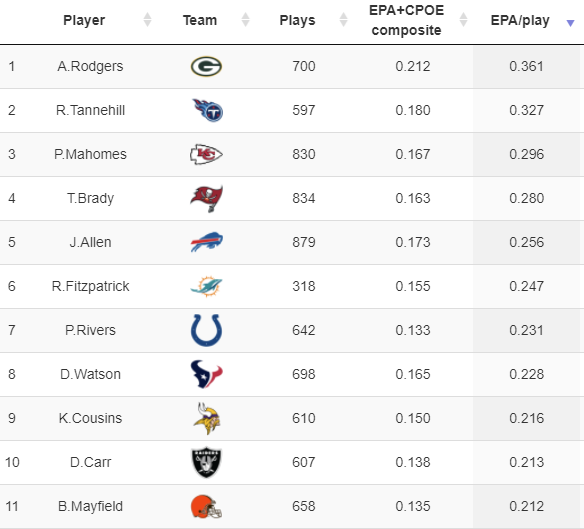 Player Team Plays EPA+CPOE composite EPA/play
1 A.Rodgers 700 0.212 0.361
2 R.Tannehill 597 0.180 0.327
3 P.Mahomes 830 0.167 0.296
4 T.Brady 834 0.163 0.280
5 J.Allen 879 0.173 0.256
6 R.Fitzpatrick 318 0.155 0.247
7 P.Rivers 642 0.133 0.231
8 D.Watson 698 0.165 0.228
9 K.Cousins 610 0.150 0.216
10 D.Carr RAIDERS 607 0.138 0.213
11 B.Mayfield 658 0.135 0.212